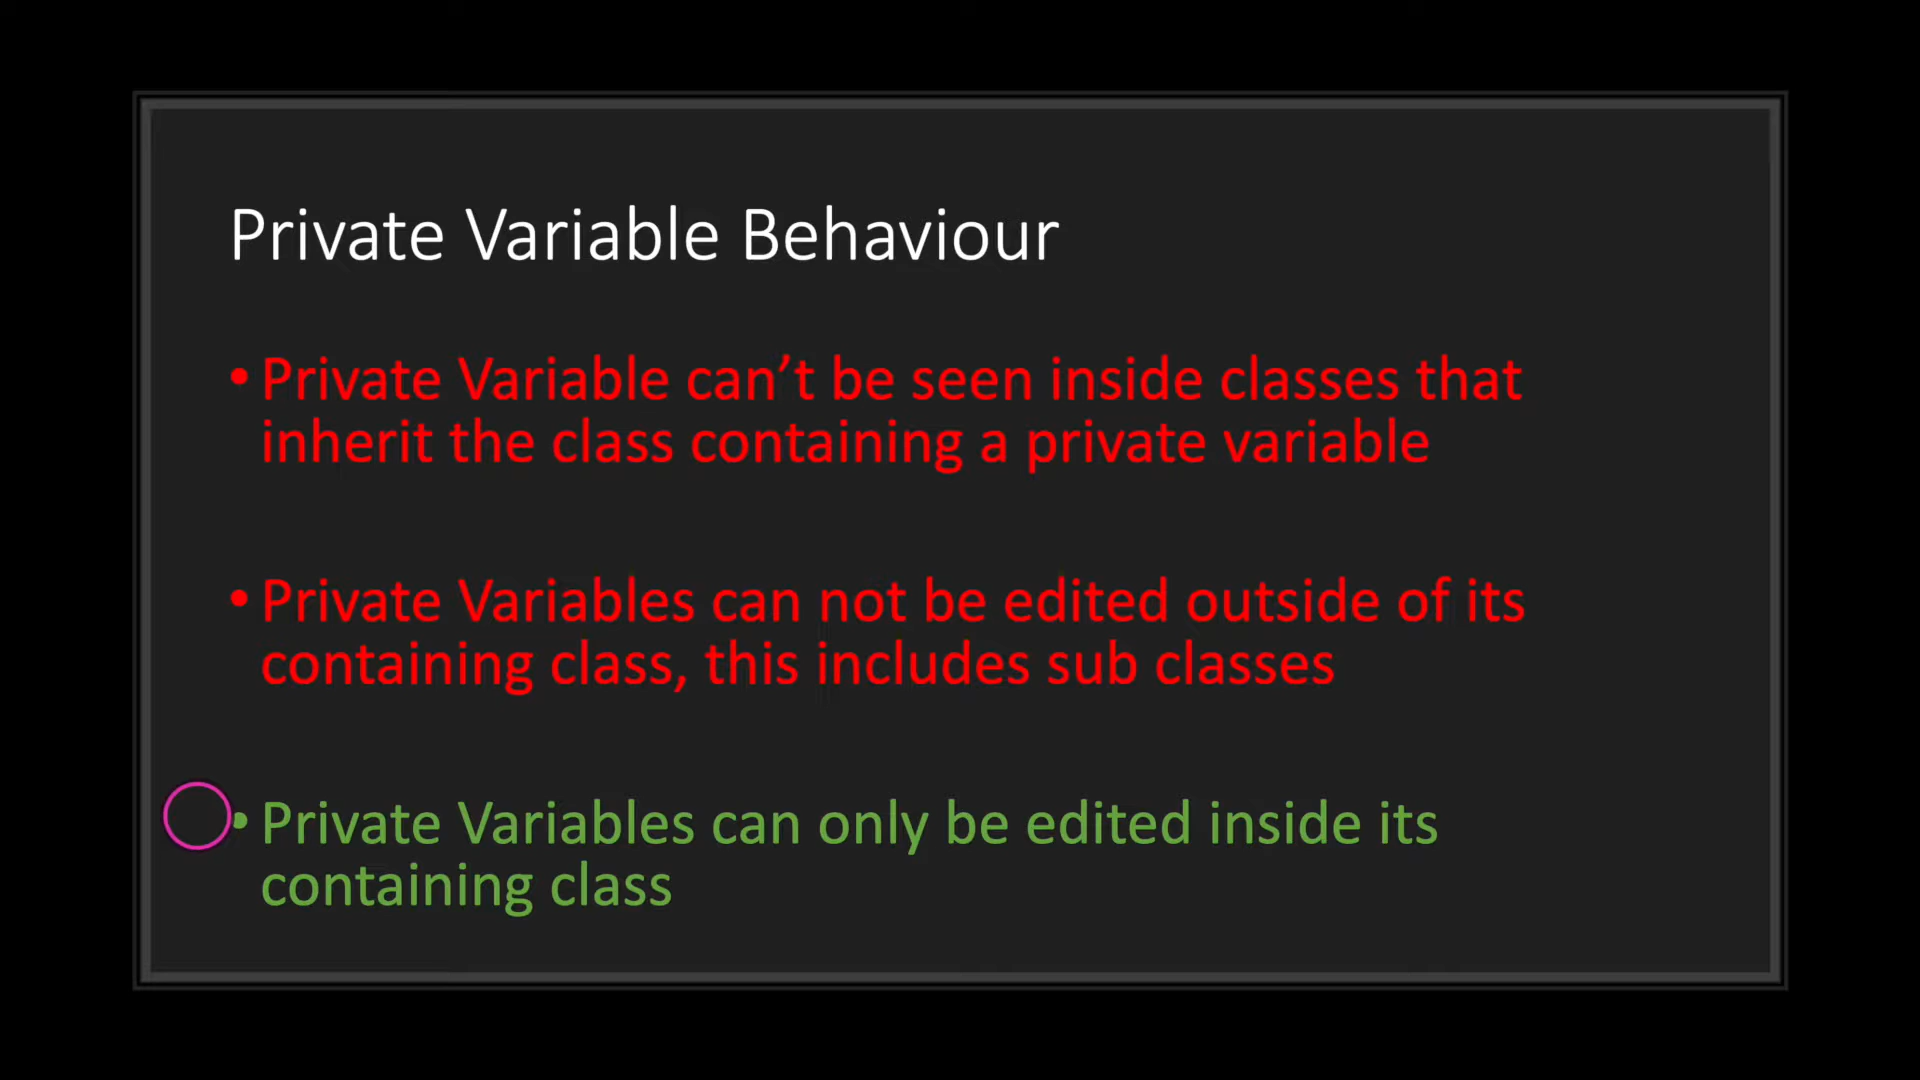 Private Variable Behaviour
• Private Variable can’t be seen inside classes that
inherit the class containing a private variable
• Private Variables can not be edited outside of its
containing class, this includes sub classes
• Private Variables can only be edited inside its
containing class